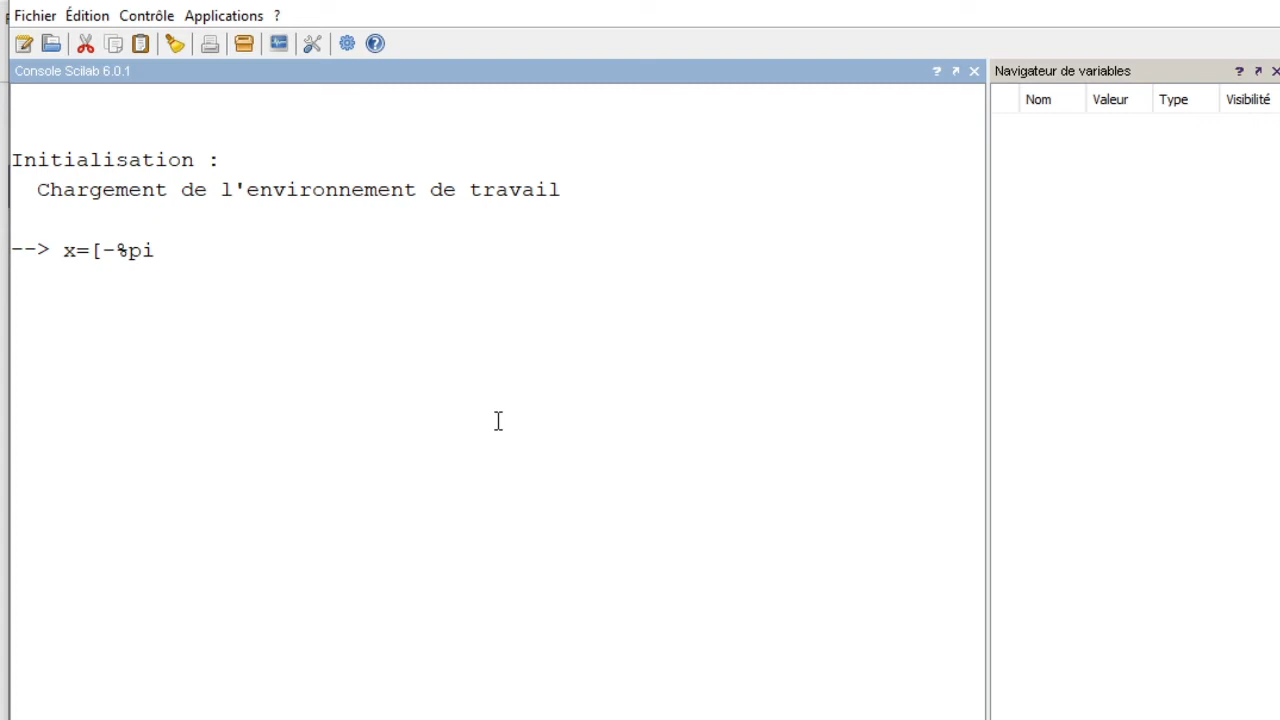 Fichier Édition Contrôle Applications ?
Console Scilab 6.0.1 ? Navigateur de variables ?
Nom Valeur Type Visibilité
Initialisation :
Chargement de l'environnement de travail
--> x=[-%pi